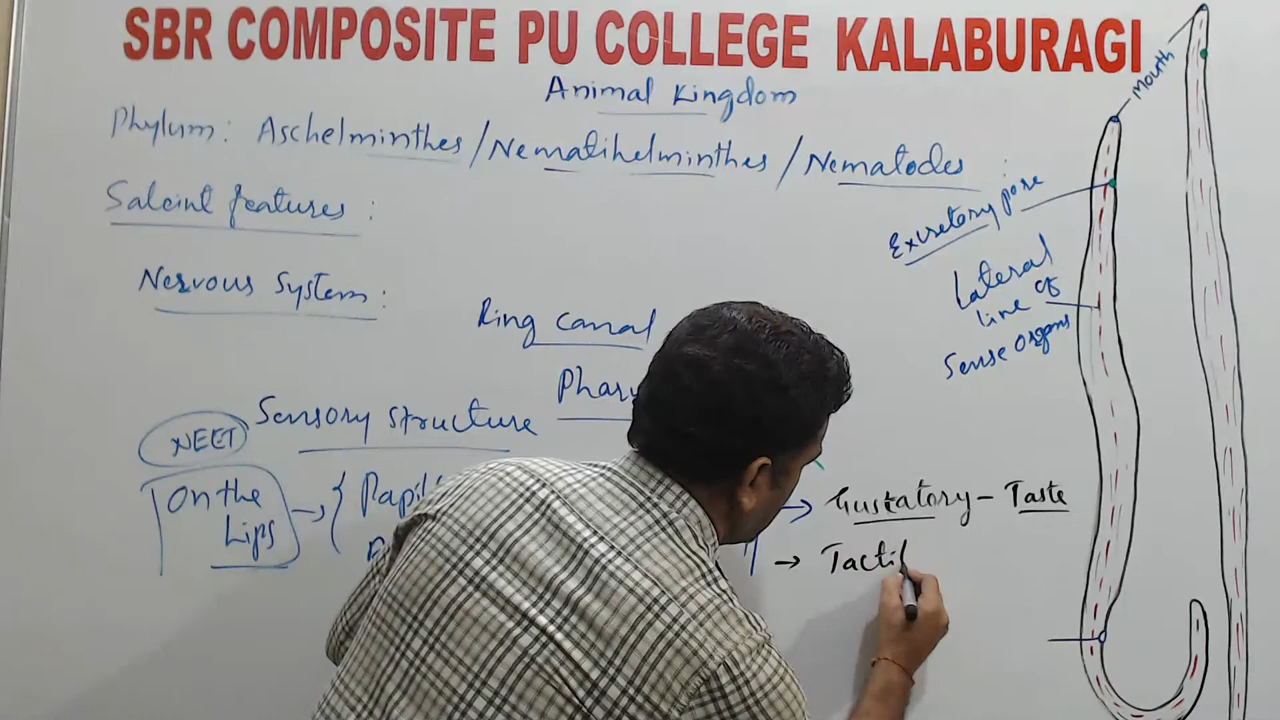 SBR COMPOSITE PU COLLEGE KALABURAGI
Animal Kingdom
Phylum: Aschelminthes / Nematihelminthes / Nematodes
Saleint features :
Nervous System :
Ring canal
Sensory structure
NEET
On the
Lips
→ Gustatory - Taste
→ Tactil
Mouth
Excretory pore
Lateral
line of
Sense Organs